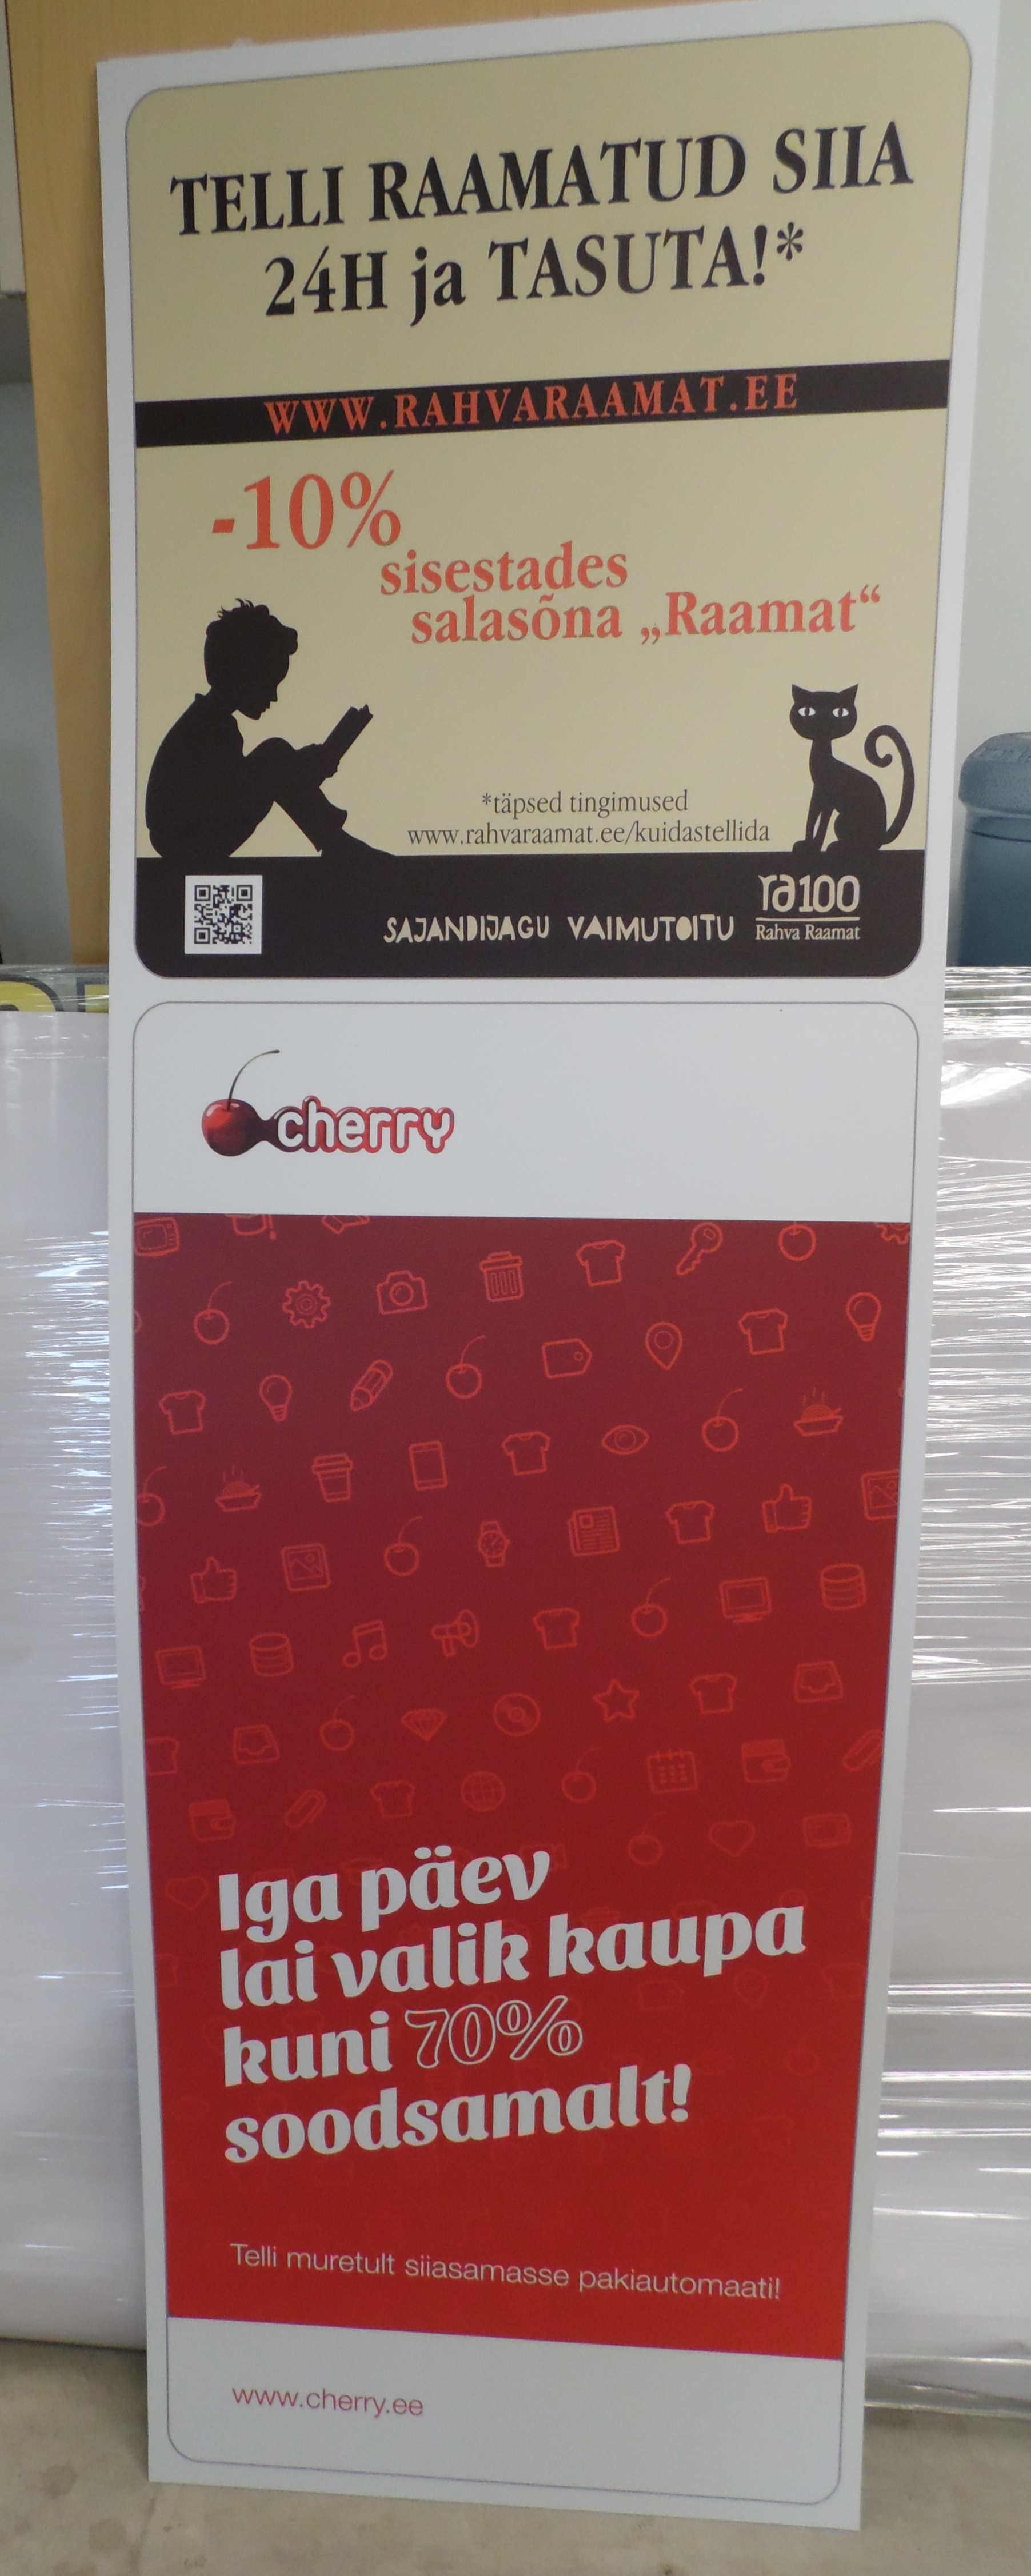 TELLI RAAMATUD SIIA
24H ja TASUTA!*
WWW.RAHVARAAMAT.EE
-10%
sisestades
salasõna „Raamat“
*täpsed tingimused
www.rahvaraamat.ee/kuidastellida
SAJANDIJAGU VAIMUTOITU
ra100
Rahva Raamat
cherry
Iga päev
lai valik kaupa
kuni 70%
soodsamalt!
Telli muretult siiasamasse pakiautomaati!
www.cherry.ee